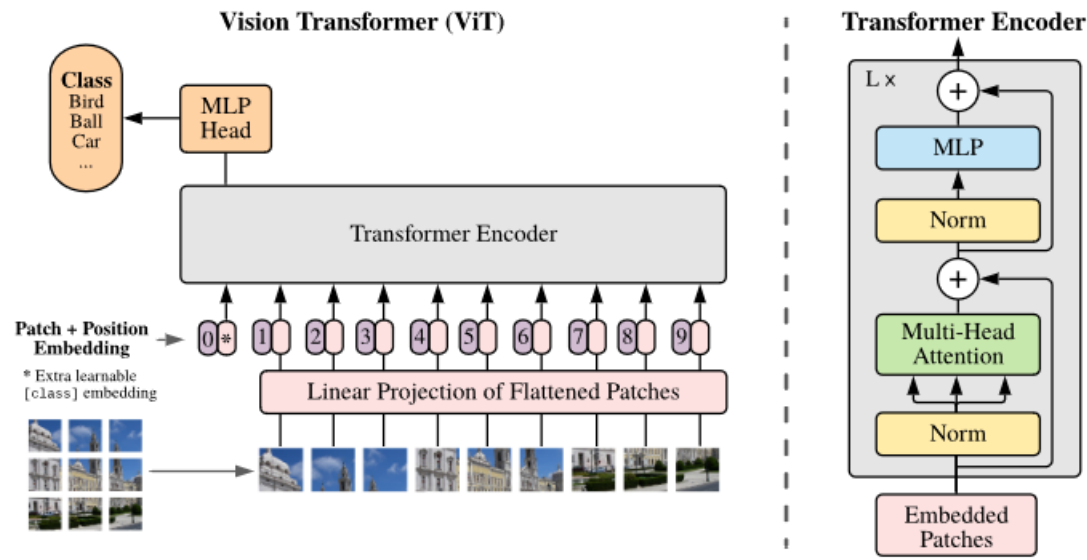 Vision Transformer (ViT)
Class
Bird
Ball
Car
...
MLP
Head
Transformer Encoder
Patch + Position
Embedding
* Extra learnable
[class] embedding
0 * 1 2 3 4 5 6 7 8 9
Linear Projection of Flattened Patches
Transformer Encoder
L ×
+
MLP
Norm
+
Multi-Head
Attention
Norm
Embedded
Patches